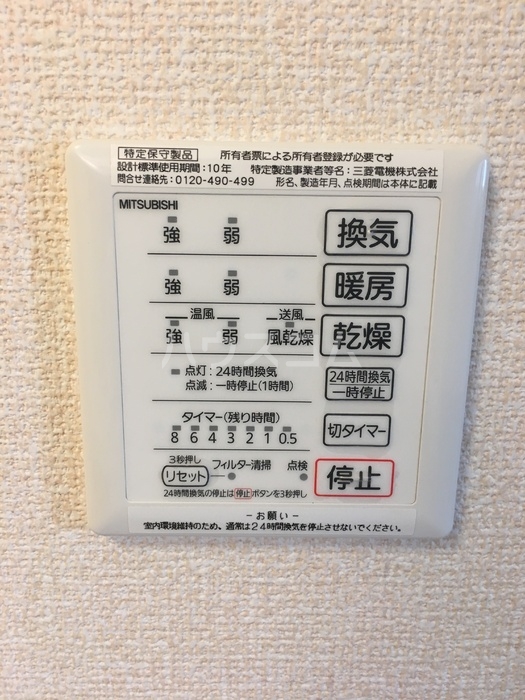 特定保守製品 所有者票による所有者登録が必要です
設計標準使用期間：10年 特定製造事業者等名：三菱電機株式会社
問合せ連絡先：0120-490-499 形名、製造年月、点検期間は本体に記載
MITSUBISHI
強 弱 換気
強 弱 暖房
温風 送風
強 弱 風乾燥 乾燥
ハウスコム
点灯：24時間換気
点滅：一時停止(1時間)
24時間換気
一時停止
タイマー(残り時間)
8 6 4 3 2 1 0.5
切タイマー
3秒押し
リセット フィルター清掃 点検
停止
24時間換気の停止は停止ボタンを3秒押し
－お願い－
室内環境維持のため、通常は24時間換気を停止させないでください。